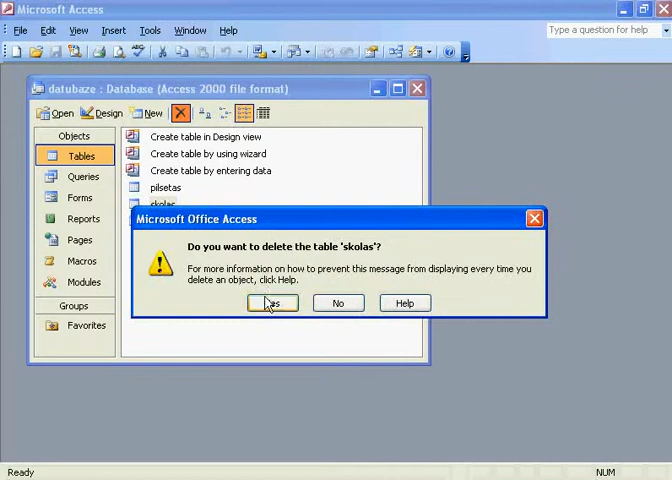 Microsoft Access
File Edit View Insert Tools Window Help
Type a question for help
datubaze : Database (Access 2000 file format)
Open Design New
Objects
Tables
Queries
Forms
Reports
Pages
Macros
Modules
Groups
Favorites
Create table in Design view
Create table by using wizard
Create table by entering data
pilsetas
skolas
Microsoft Office Access
Do you want to delete the table 'skolas'?
For more information on how to prevent this message from displaying every time you
delete an object, click Help.
No Help
Ready NUM